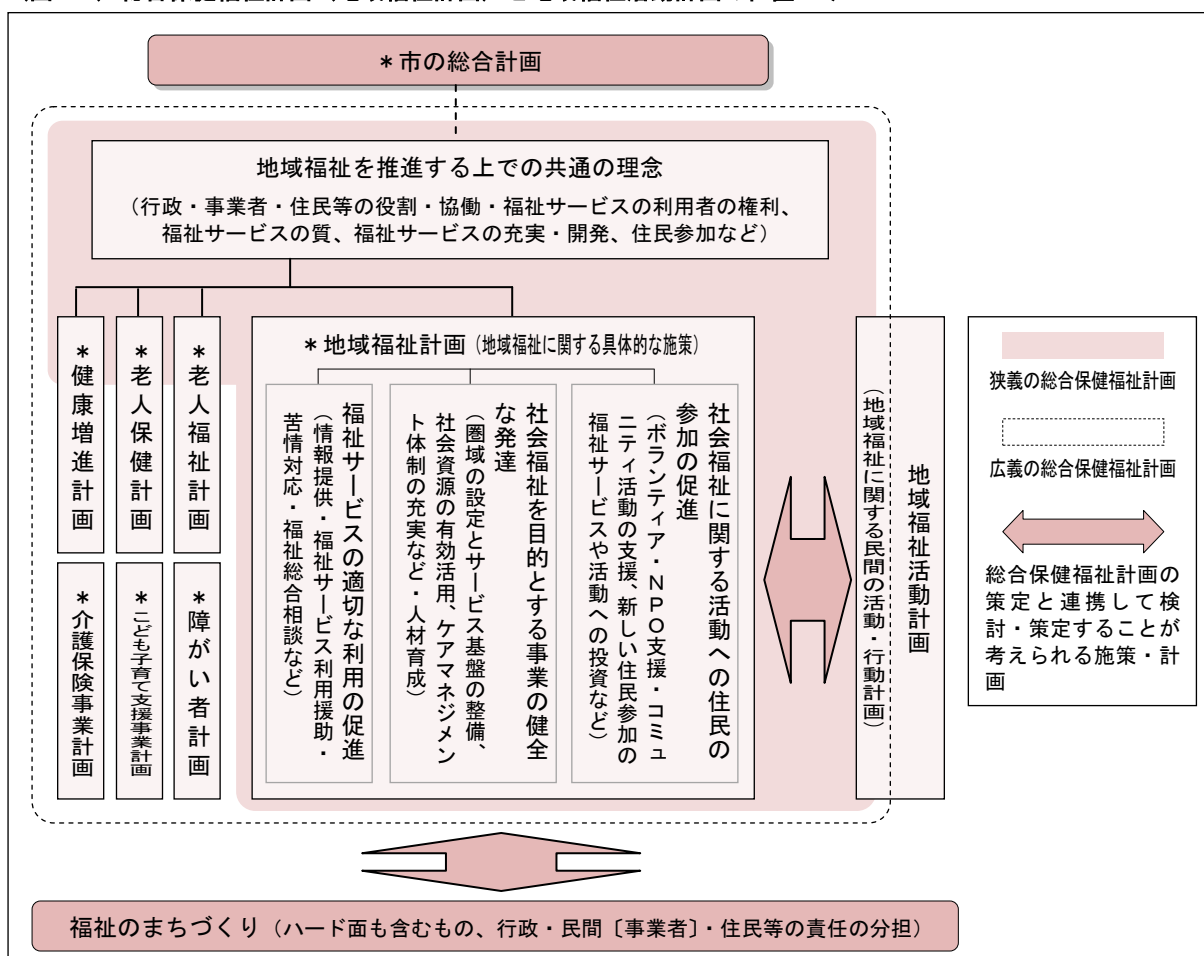 ＊市の総合計画
地域福祉を推進する上での共通の理念
（行政・事業者・住民等の役割・協働・福祉サービスの利用者の権利、
福祉サービスの質、福祉サービスの充実・開発、住民参加など）
＊健康増進計画
＊老人保健計画
＊老人福祉計画
＊介護保険事業計画
＊こども子育て支援事業計画
＊障がい者計画
＊地域福祉計画（地域福祉に関する具体的な施策）
福祉サービスの適切な利用の促進
（情報提供・福祉サービス利用援助・
苦情対応・福祉総合相談など）
社会福祉を目的とする事業の健全
な発達
（圏域の設定とサービス基盤の整備、
社会資源の有効活用、ケアマネジメン
ト体制の充実など・人材育成）
社会福祉に関する活動への住民の
参加の促進
（ボランティア・ＮＰＯ支援・コミュ
ニティ活動の支援、新しい住民参加の
福祉サービスや活動への投資など）
地域福祉活動計画
（地域福祉に関する民間の活動・行動計画）
狭義の総合保健福祉計画
広義の総合保健福祉計画
総合保健福祉計画の
策定と連携して検
討・策定することが
考えられる施策・計
画
福祉のまちづくり（ハード面も含むもの、行政・民間〔事業者〕・住民等の責任の分担）